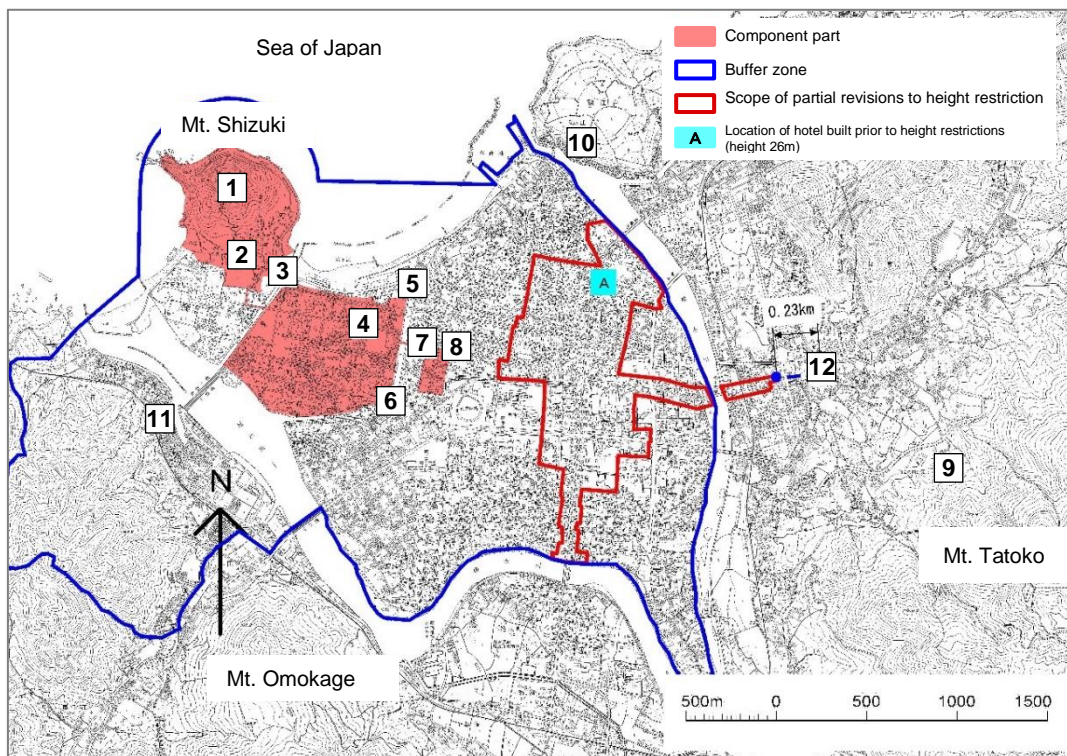 Sea of Japan
Component part
Buffer zone
Scope of partial revisions to height restriction
A
Location of hotel built prior to height restrictions
(height 26m)
Mt. Shizuki
10
1
2
3
5
A
4
7
8
0.23km
12
6
11
9
N
Mt. Tatoko
Mt. Omokage
500m
0
500
1000
1500